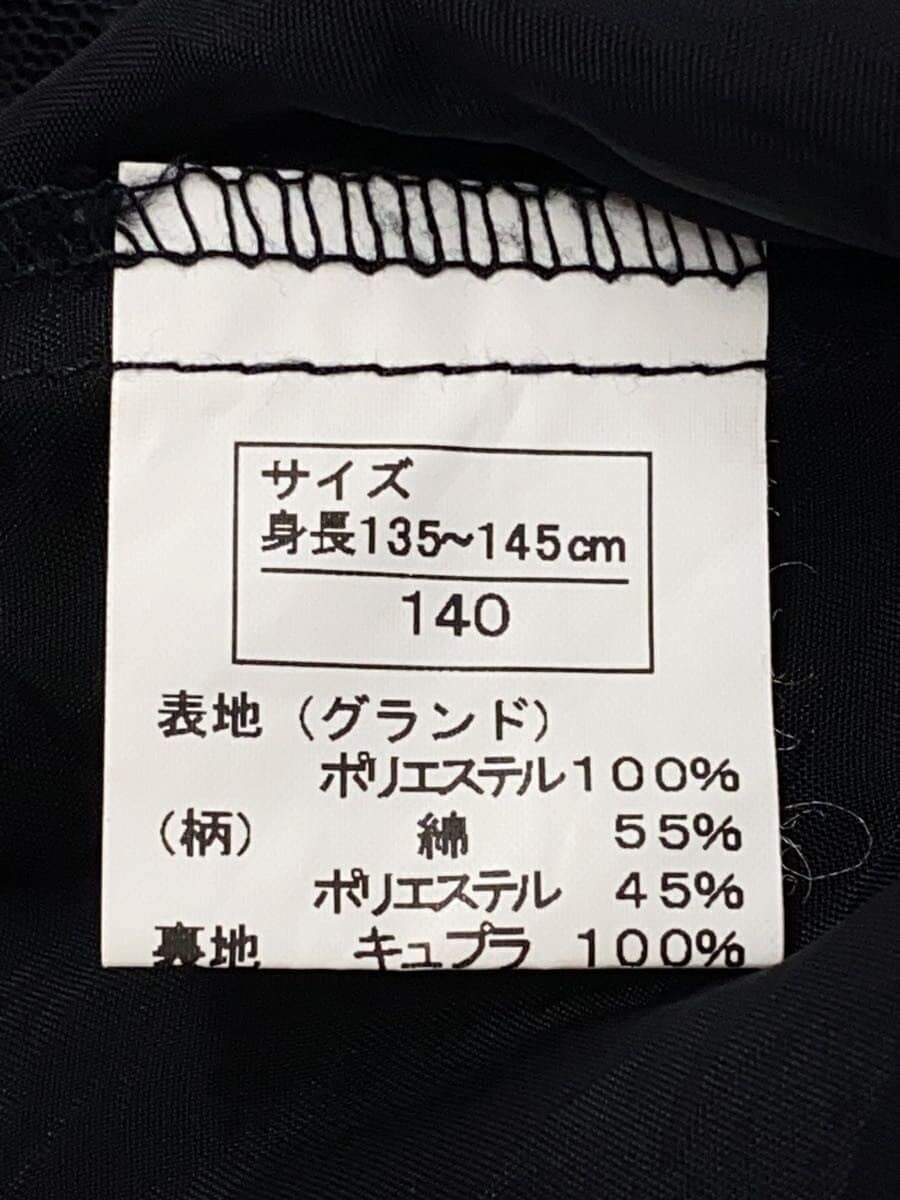 サイズ
身長135~145cm
140
表地（グランド）
ポリエステル100%
（柄） 綿 55%
ポリエステル 45%
裏地 キュプラ 100%